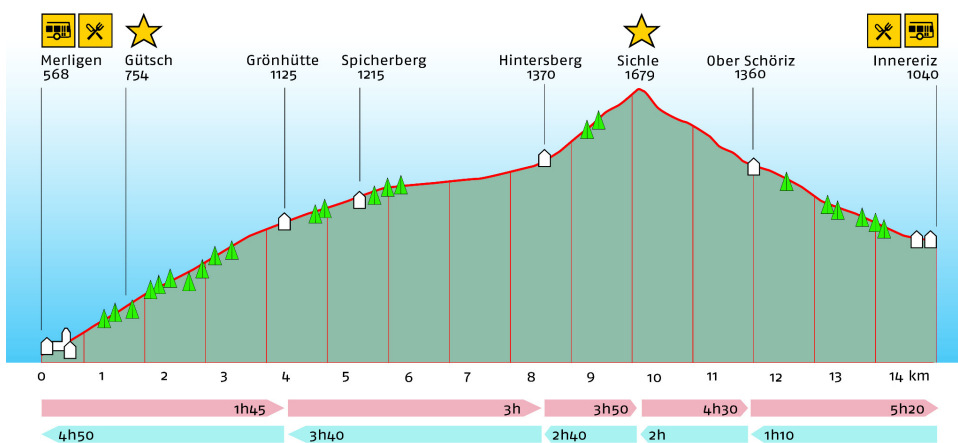 Merligen Gütsch Grönhütte Spicherberg Hintersberg Sichle Ober Schöriz Innereriz
568 754 1125 1215 1370 1679 1360 1040
0 1 2 3 4 5 6 7 8 9 10 11 12 13 14 km
1h45 3h 3h50 4h30 5h20
4h50 3h40 2h40 2h 1h10